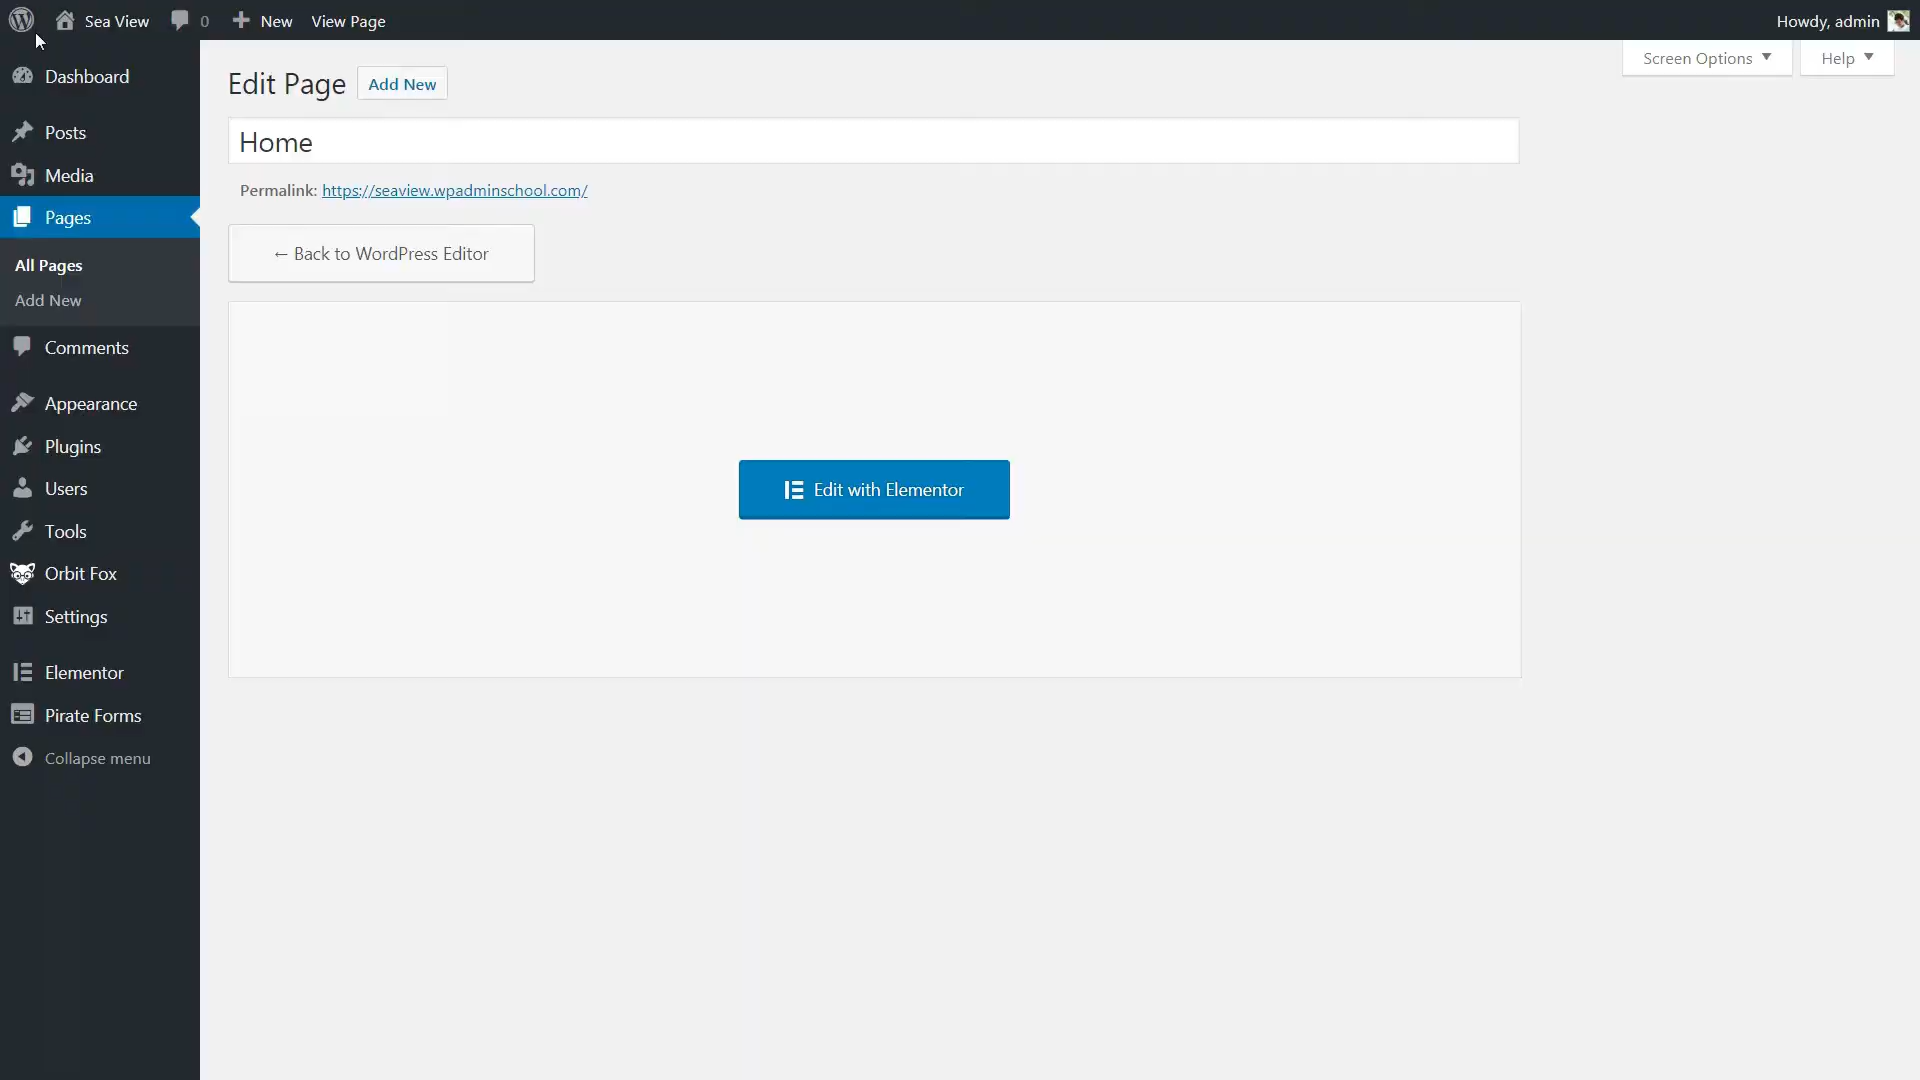 Sea View 0 New View Page Howdy, admin
Screen Options Help
Dashboard
Posts
Media
Pages
All Pages
Add New
Comments
Appearance
Plugins
Users
Tools
Orbit Fox
Settings
Elementor
Pirate Forms
Collapse menu
Edit Page Add New
Home
Permalink: https://seaview.wpadminschool.com/
← Back to WordPress Editor
Edit with Elementor